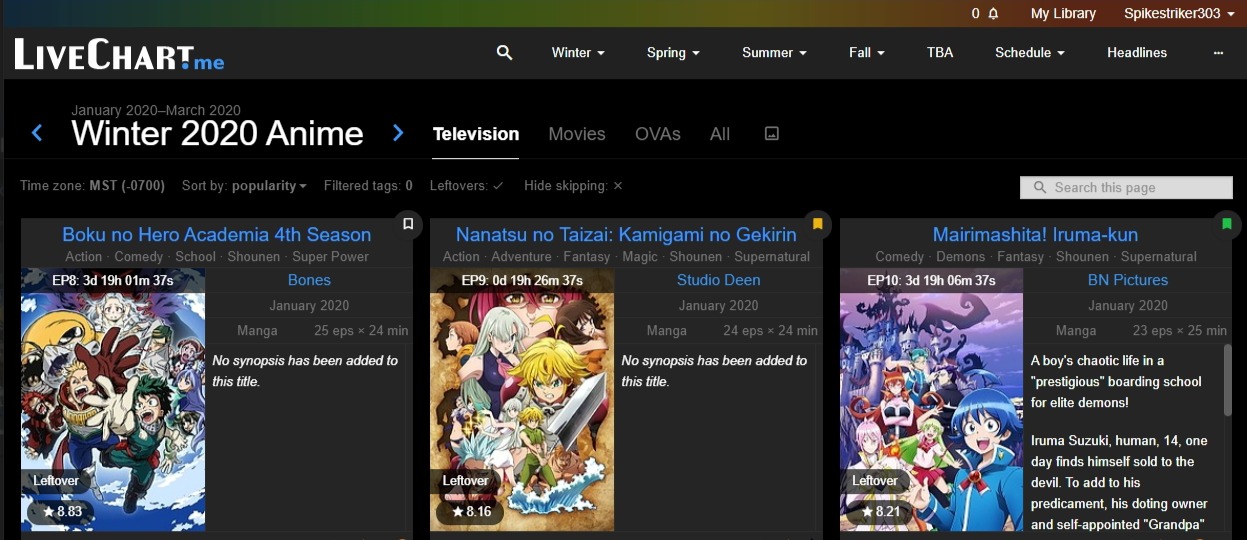 0 My Library Spikestriker303
LIVECHART.me Winter Spring Summer Fall TBA Schedule Headlines ...
January 2020–March 2020
Winter 2020 Anime Television Movies OVAs All
Time zone: MST (-0700) Sort by: popularity Filtered tags: 0 Leftovers: ✓ Hide skipping: ✕ Search this page
Boku no Hero Academia 4th Season
Action · Comedy · School · Shounen · Super Power
EP8: 3d 19h 01m 37s Bones
January 2020
Manga 25 eps × 24 min
No synopsis has been added to
this title.
Leftover
★ 8.83
Nanatsu no Taizai: Kamigami no Gekirin
Action · Adventure · Fantasy · Magic · Shounen · Supernatural
EP9: 0d 19h 26m 37s Studio Deen
January 2020
Manga 24 eps × 24 min
No synopsis has been added to
this title.
Leftover
★ 8.16
Mairimashita! Iruma-kun
Comedy · Demons · Fantasy · Shounen · Supernatural
EP10: 3d 19h 06m 37s BN Pictures
January 2020
Manga 23 eps × 25 min
A boy's chaotic life in a
"prestigious" boarding school
for elite demons!
Iruma Suzuki, human, 14, one
day finds himself sold to the
devil. To add to his
predicament, his doting owner
and self-appointed "Grandpa"
Leftover
★ 8.21